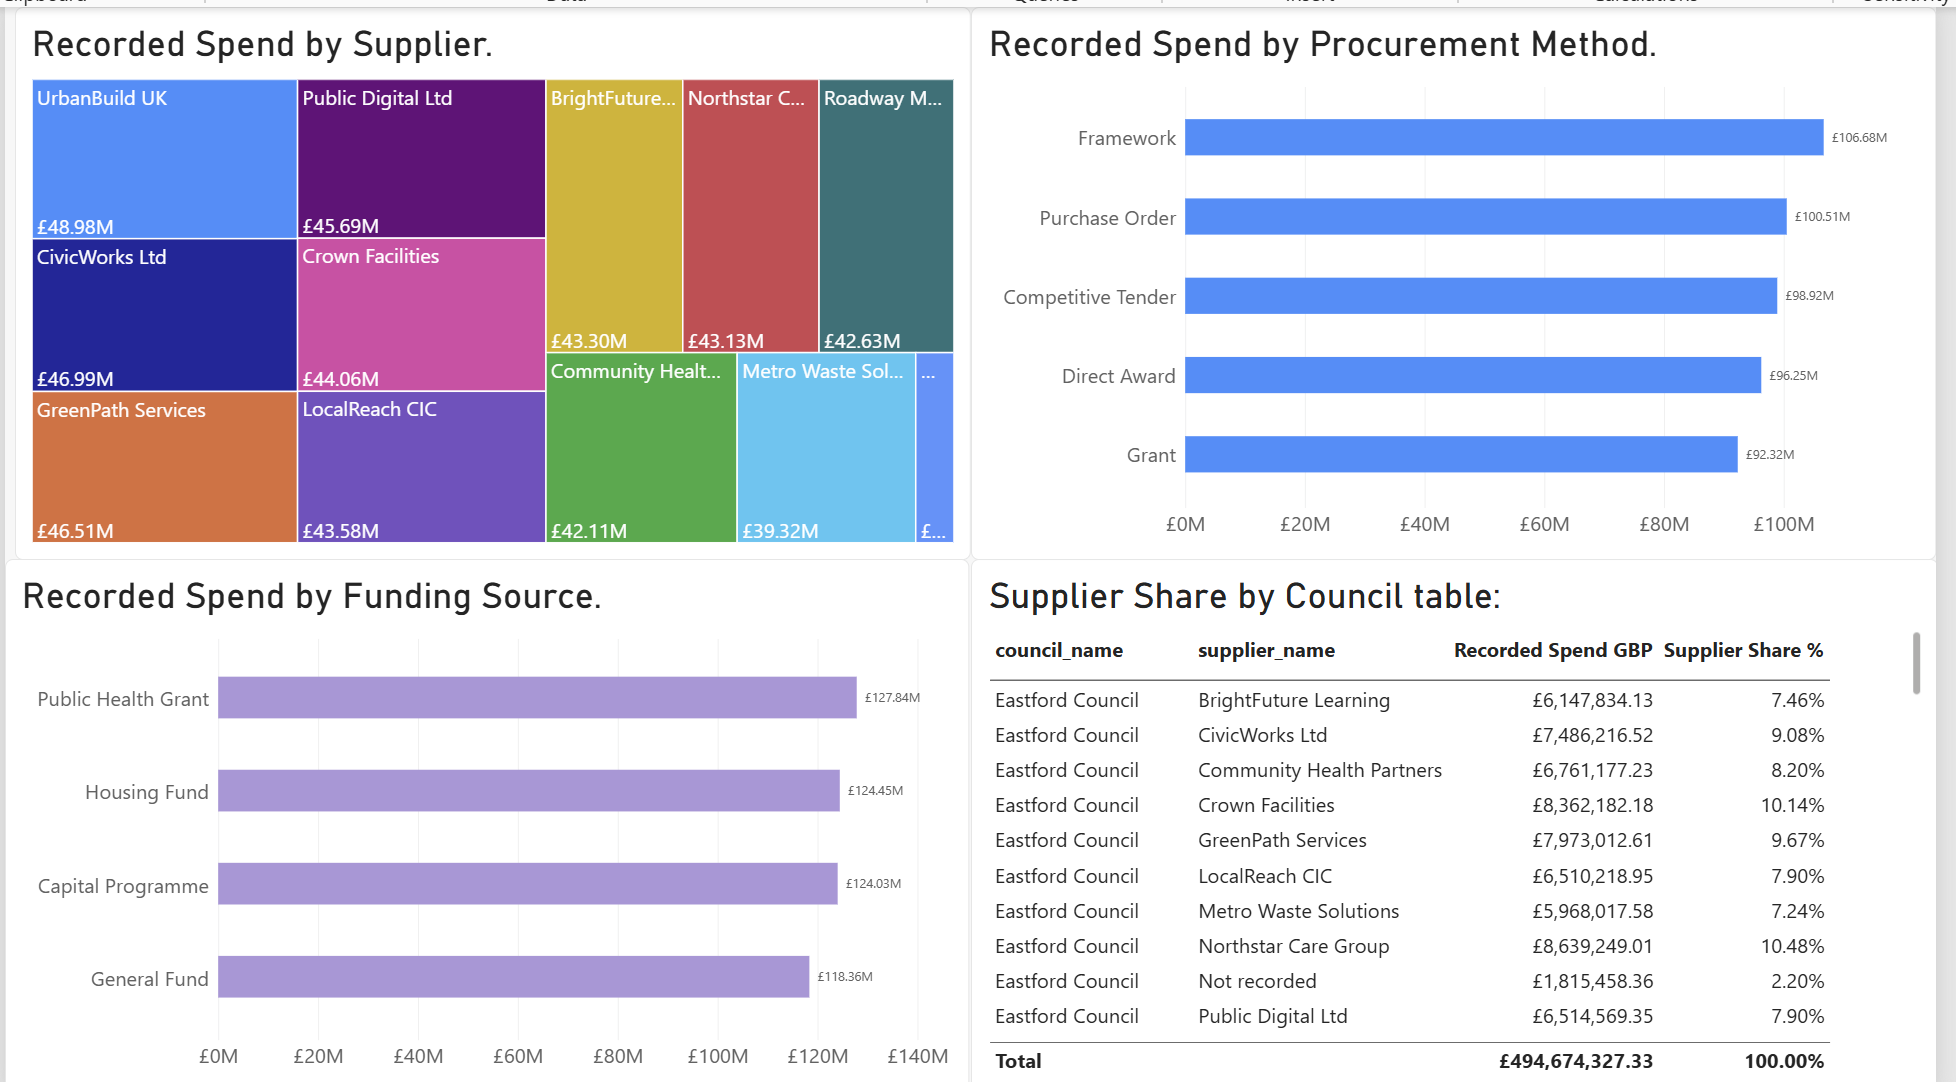 Clipboard Data Queries Insert Calculations Sensitivity
Recorded Spend by Supplier.
UrbanBuild UK
£48.98M
CivicWorks Ltd
£46.99M
GreenPath Services
£46.51M
Public Digital Ltd
£45.69M
Crown Facilities
£44.06M
LocalReach CIC
£43.58M
BrightFuture...
£43.30M
Northstar C...
£43.13M
Roadway M...
£42.63M
Community Healt...
£42.11M
Metro Waste Sol...
£39.32M
...
£...
Recorded Spend by Procurement Method.
Framework £106.68M
Purchase Order £100.51M
Competitive Tender £98.92M
Direct Award £96.25M
Grant £92.32M
£0M £20M £40M £60M £80M £100M
Recorded Spend by Funding Source.
Public Health Grant £127.84M
Housing Fund £124.45M
Capital Programme £124.03M
General Fund £118.36M
£0M £20M £40M £60M £80M £100M £120M £140M
Supplier Share by Council table:
council_name supplier_name Recorded Spend GBP Supplier Share %
Eastford Council BrightFuture Learning £6,147,834.13 7.46%
Eastford Council CivicWorks Ltd £7,486,216.52 9.08%
Eastford Council Community Health Partners £6,761,177.23 8.20%
Eastford Council Crown Facilities £8,362,182.18 10.14%
Eastford Council GreenPath Services £7,973,012.61 9.67%
Eastford Council LocalReach CIC £6,510,218.95 7.90%
Eastford Council Metro Waste Solutions £5,968,017.58 7.24%
Eastford Council Northstar Care Group £8,639,249.01 10.48%
Eastford Council Not recorded £1,815,458.36 2.20%
Eastford Council Public Digital Ltd £6,514,569.35 7.90%
Total £494,674,327.33 100.00%